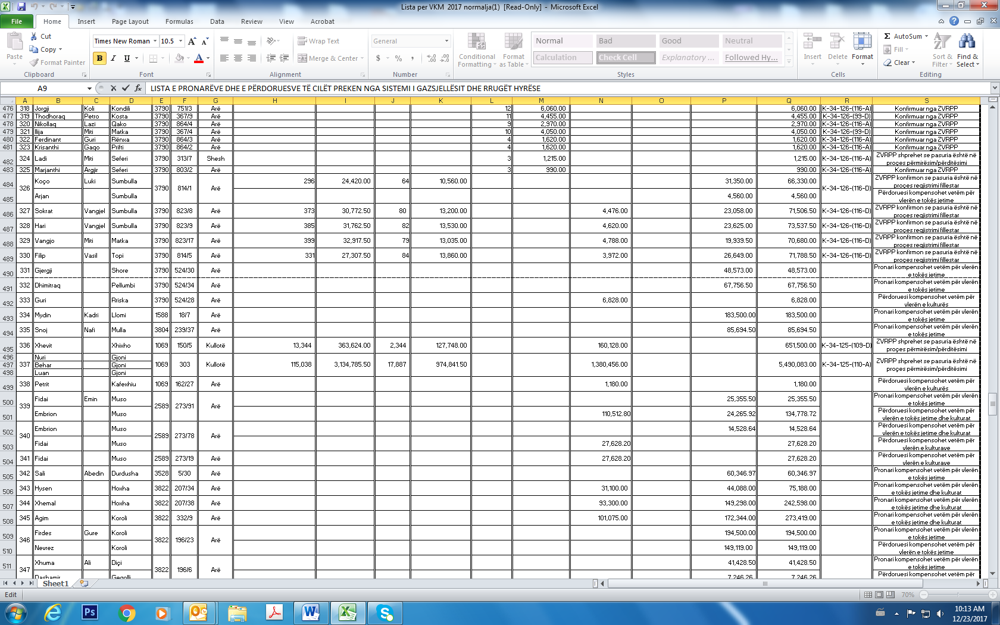 Lista per VKM 2017 normalja(1) [Read-Only] - Microsoft Excel
File Home Insert Page Layout Formulas Data Review View Acrobat
Paste Cut Copy Format Painter Clipboard
Times New Roman 10.5 A A B I U A Font
Wrap Text Merge & Center Alignment
General $ % , Number
Conditional Formatting Format as Table
Normal Bad Good Neutral
Calculation Check Cell Explanatory ... Followed Hy...
Styles
Insert Delete Format Cells
Σ AutoSum Fill Clear Sort & Filter Find & Select Editing
A9 fx LISTA E PRONARËVE DHE E PËRDORUESVE TË CILËT PREKEN NGA SISTEMI I GAZSJELLËSIT DHE RRUGËT HYRËSE
A B C D E F G H I J K L M N O P Q R S
476 318 Jorgji Koli Kondili 3790 751/3 Arë 12 6,060.00 6,060.00 K-34-126-(116-A) Konfirmuar nga ZVRPP
477 319 Thodhoraq Petro Kosta 3790 367/9 Arë 11 4,455.00 4,455.00 K-34-126-(99-D) Konfirmuar nga ZVRPP
478 320 Nikollaq Lazi Qako 3790 864/4 Arë 9 2,970.00 2,970.00 K-34-126-(116-A) Konfirmuar nga ZVRPP
479 321 Ilija Miti Matka 3790 367/4 Arë 10 4,050.00 4,050.00 K-34-126-(99-D) Konfirmuar nga ZVRPP
480 322 Ferdinant Guri Rënxa 3790 864/3 Arë 4 1,620.00 1,620.00 K-34-126-(116-A) Konfirmuar nga ZVRPP
481 323 Krisanthi Gaqo Prifti 3790 864/2 Arë 4 1,620.00 1,620.00 K-34-126-(116-A) Konfirmuar nga ZVRPP
482 324 Ladi Miti Seferi 3790 313/7 Shesh 3 1,215.00 1,215.00 K-34-126-(116-A) ZVRPP shprehet se pasuria është në proçes përmirësim/përditësimi
483 325 Marjanthi Argjir Seferi 3790 803/2 Arë 3 990.00 990.00 K-34-126-(116-A) Konfirmuar nga ZVRPP
484 326 Koço Luki Sumbulla 3790 814/1 Arë 296 24,420.00 64 10,560.00 31,350.00 66,330.00 K-34-126-(116-D) ZVRPP konfirmon se pasuria është në proçes regjistrimi fillestar
485 Arjan Sumbulla 4,560.00 4,560.00 Përdoruesi kompensohet vetëm për vlerën e tokës jetime
486 327 Sokrat Vangjel Sumbulla 3790 823/8 Arë 373 30,772.50 80 13,200.00 4,476.00 23,058.00 71,506.50 K-34-126-(116-D) ZVRPP konfirmon se pasuria është në proçes regjistrimi fillestar
487 328 Hari Vangjel Sumbulla 3790 823/9 Arë 385 31,762.50 82 13,530.00 4,620.00 23,625.00 73,537.50 K-34-126-(116-D) ZVRPP konfirmon se pasuria është në proçes regjistrimi fillestar
488 329 Vangjo Miti Matka 3790 823/17 Arë 399 32,917.50 79 13,035.00 4,788.00 19,939.50 70,680.00 K-34-126-(116-D) ZVRPP konfirmon se pasuria është në proçes regjistrimi fillestar
489 330 Filip Vasil Topi 3790 814/5 Arë 331 27,307.50 84 13,860.00 3,972.00 26,649.00 71,788.50 K-34-126-(116-D) ZVRPP konfirmon se pasuria është në proçes regjistrimi fillestar
490 331 Gjergji Shore 3790 524/30 Arë 48,573.00 48,573.00 Pronari kompensohet vetëm për vlerën e tokës jetime
491 332 Dhimitraq Pellumbi 3790 524/34 Arë 67,756.50 67,756.50 Pronari kompensohet vetëm për vlerën e tokës jetime
492 333 Guri Rriska 3790 524/28 Arë 6,828.00 6,828.00 Përdoruesi kompensohet vetëm për vlerën e kulturës
493 334 Mydin Kadri Llomi 1588 18/7 Arë 183,500.00 183,500.00 Pronari kompensohet vetëm për vlerën e tokës jetime
494 335 Snoj Nafi Mulla 3804 239/37 Arë 85,694.50 85,694.50 Pronari kompensohet vetëm për vlerën e tokës jetime
495 336 Xhevit Xhixho 1069 150/5 Kullotë 13,344 363,624.00 2,344 127,748.00 160,128.00 651,500.00 K-34-125-(109-D) ZVRPP shprehet se pasuria është në proçes përmirësim/përditësimi
496 337 Nuri Gjoni 1069 303 Kullotë 115,038 3,134,785.50 17,887 974,841.50 1,380,456.00 5,490,083.00 K-34-125-(110-A) ZVRPP shprehet se pasuria është në proçes përmirësim/përditësimi
497 Behar Gjoni
498 Luan Gjoni
499 338 Petrit Kafexhiu 1069 162/27 Arë 1,180.00 1,180.00 Përdoruesi kompensohet vetëm për vlerën e kulturës
500 339 Fidai Emin Muso 2589 273/91 Arë 25,355.50 25,355.50 Pronari kompensohet vetëm për vlerën e tokës jetime
501 Embrion Muso 110,512.80 24,265.92 134,778.72 Përdoruesi kompensohet vetëm për vlerën e tokës jetime dhe kulturat
502 340 Embrion Muso 2589 273/78 Arë 14,528.64 14,528.64 Përdoruesi kompensohet vetëm për vlerën e tokës jetime dhe kulturat
503 Fidai Muso 27,628.20 27,628.20 Përdoruesi kompensohet vetëm për vlerën e kulturave
504 341 Fidai Muso 2589 273/19 Arë 27,628.20 27,628.20 Përdoruesi kompensohet vetëm për vlerën e kulturave
505 342 Sali Abedin Durdusha 3528 5/30 Arë 60,346.97 60,346.97 Pronari kompensohet vetëm për vlerën e tokës jetime
506 343 Hysen Hoxha 3822 207/34 Arë 31,100.00 44,088.00 75,188.00 Pronari kompensohet vetëm për vlerën e tokës jetime dhe kulturat
507 344 Xhemal Hoxha 3822 207/38 Arë 93,300.00 149,298.00 242,598.00 Pronari kompensohet vetëm për vlerën e tokës jetime dhe kulturat
508 345 Agim Koroli 3822 332/9 Arë 101,075.00 172,344.00 273,419.00 Pronari kompensohet vetëm për vlerën e tokës jetime dhe kulturat
509 346 Firdes Gure Koroli 3822 196/23 Arë 194,500.00 194,500.00 Pronari kompensohet vetëm për vlerën e tokës jetime
510 Nevrez Koroli 149,119.00 149,119.00 Përdoruesi kompensohet vetëm për vlerën e tokës jetime
511 347 Xhuma Ali Diçi 3822 196/6 Arë 41,428.50 41,428.50 Pronari kompensohet vetëm për vlerën e tokës jetime
Dashamir Gegolli 7,246.26 7,246.26 Përdoruesi kompensohet vetëm për
Sheet1
Edit 70%
Ps W S
10:13 AM
12/23/2017